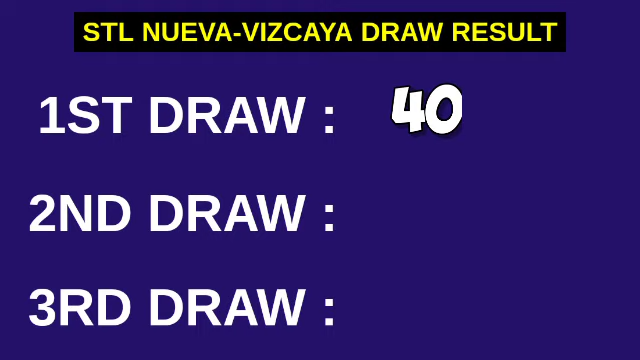 STL NUEVA-VIZCAYA DRAW RESULT
1ST DRAW : 40
2ND DRAW :
3RD DRAW :